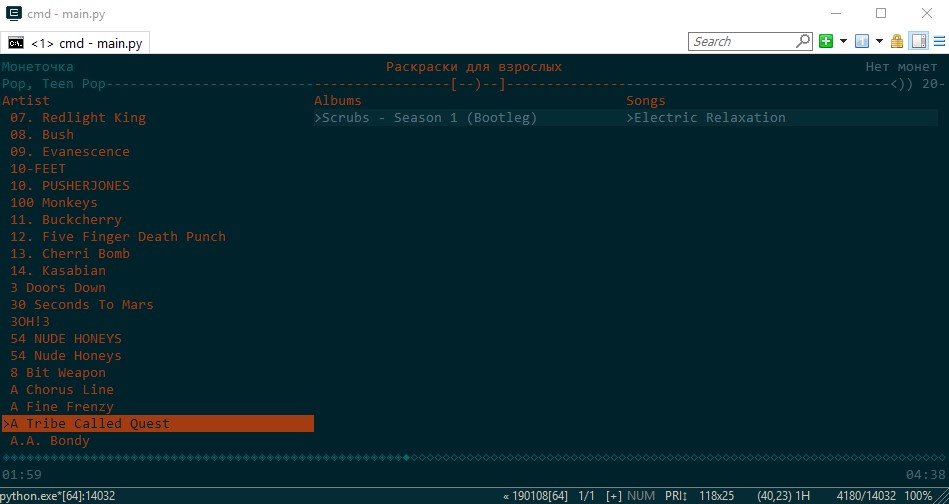 cmd - main.py
<1> cmd - main.py
Search
Монеточка Раскраски для взрослых Нет монет
Pop, Teen Pop [--)--] <)) 20-
Artist Albums Songs
07. Redlight King >Scrubs - Season 1 (Bootleg) >Electric Relaxation
08. Bush
09. Evanescence
10-FEET
10. PUSHERJONES
100 Monkeys
11. Buckcherry
12. Five Finger Death Punch
13. Cherri Bomb
14. Kasabian
3 Doors Down
30 Seconds To Mars
3OH!3
54 NUDE HONEYS
54 Nude Honeys
8 Bit Weapon
A Chorus Line
A Fine Frenzy
>A Tribe Called Quest
A.A. Bondy
01:59 04:38
python.exe*[64]:14032 « 190108[64] 1/1 [+] NUM PRI↕ 118x25 (40,23) 1H 4180/14032 100%